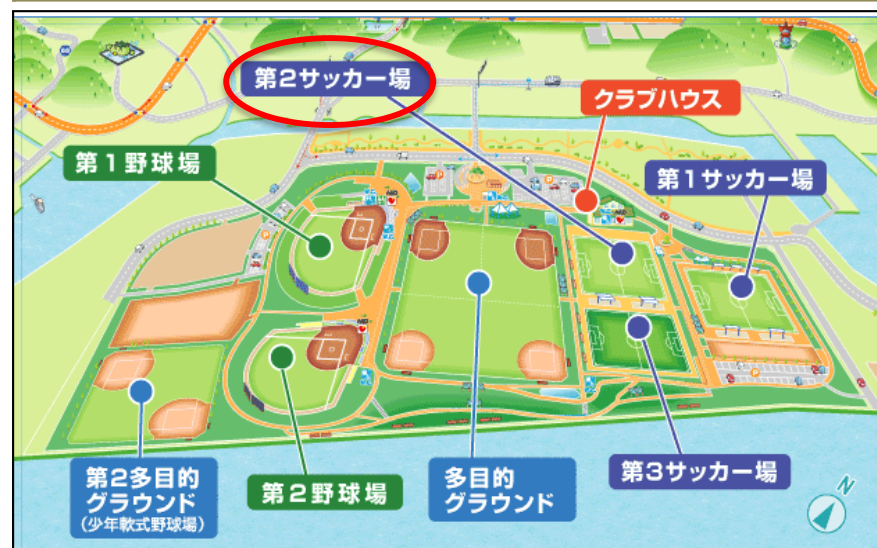 第2サッカー場
クラブハウス
第1野球場
第1サッカー場
第2多目的
グラウンド
(少年軟式野球場)
第2野球場
多目的
グラウンド
第3サッカー場
N
P
P
P
P